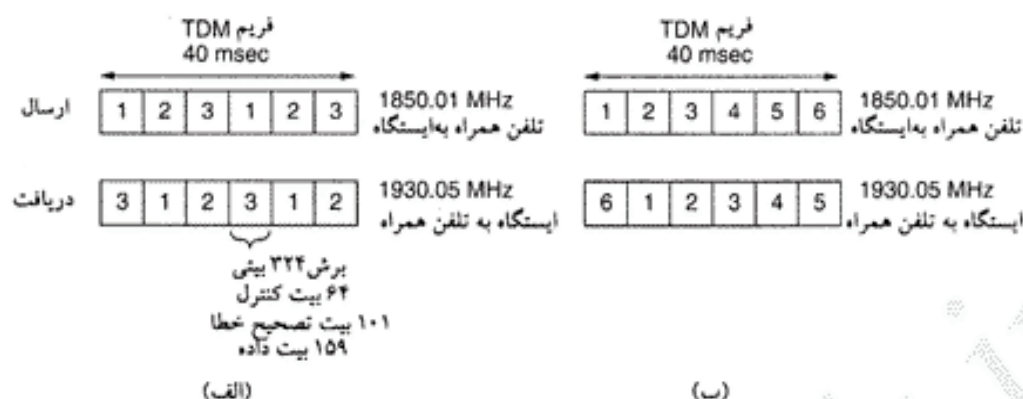 فریم TDM
40 msec
ارسال
1 2 3 1 2 3
1850.01 MHz
تلفن همراه به‌ایستگاه
دریافت
3 1 2 3 1 2
1930.05 MHz
ایستگاه به تلفن همراه
برش ۳۲۴ بیتی
۶۴ بیت کنترل
۱۰۱ بیت تصحیح خطا
۱۵۹ بیت داده
(الف)
فریم TDM
40 msec
1 2 3 4 5 6
1850.01 MHz
تلفن همراه به‌ایستگاه
6 1 2 3 4 5
1930.05 MHz
ایستگاه به تلفن همراه
(ب)